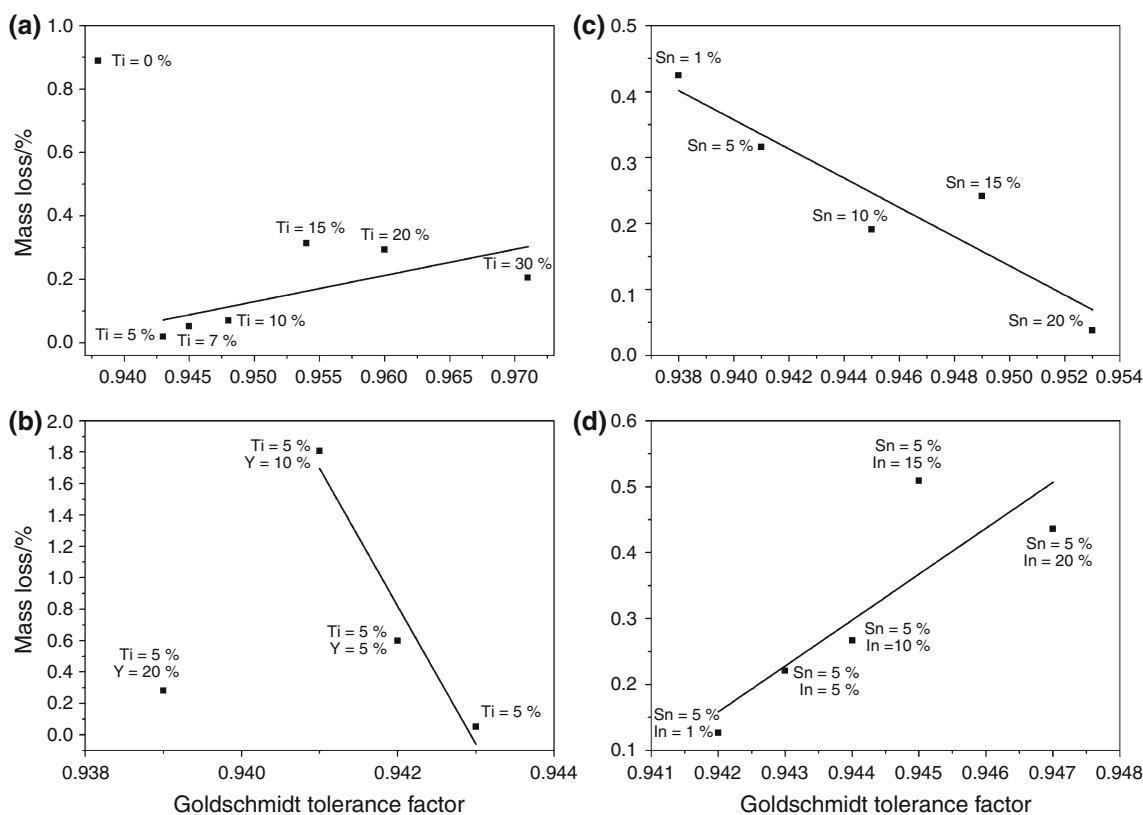 (a)
1.0
0.8
0.6
0.4
0.2
0.0
Mass loss/%
Ti = 0 %
Ti = 15 %
Ti = 20 %
Ti = 30 %
Ti = 5 %
Ti = 7 %
Ti = 10 %
0.940 0.945 0.950 0.955 0.960 0.965 0.970
(c)
0.5
0.4
0.3
0.2
0.1
0.0
Sn = 1 %
Sn = 5 %
Sn = 15 %
Sn = 10 %
Sn = 20 %
0.938 0.940 0.942 0.944 0.946 0.948 0.950 0.952 0.954
(b)
2.0
1.8
1.6
1.4
1.2
1.0
0.8
0.6
0.4
0.2
0.0
Mass loss/%
Ti = 5 %
Y = 10 %
Ti = 5 %
Y = 5 %
Ti = 5 %
Y = 20 %
Ti = 5 %
0.938 0.940 0.942 0.944
Goldschmidt tolerance factor
(d)
0.6
0.5
0.4
0.3
0.2
0.1
Sn = 5 %
In = 15 %
Sn = 5 %
In = 20 %
Sn = 5 %
In =10 %
Sn = 5 %
In = 5 %
Sn = 5 %
In = 1 %
0.941 0.942 0.943 0.944 0.945 0.946 0.947 0.948
Goldschmidt tolerance factor